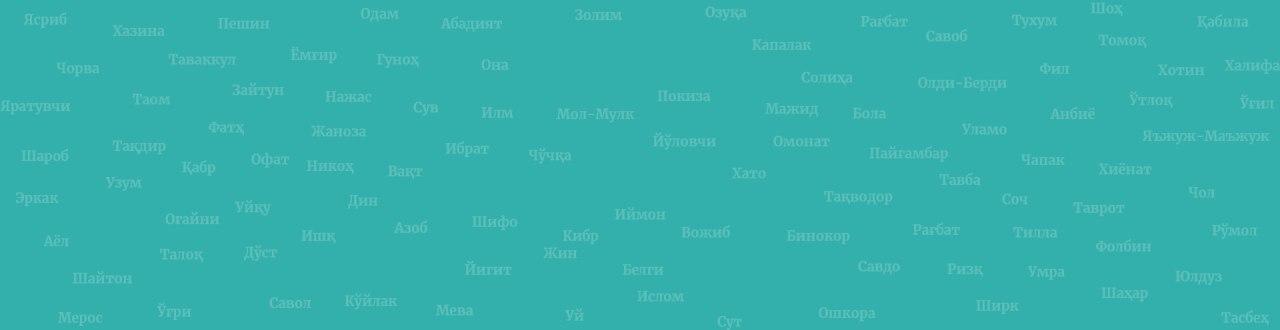 Ясриб
Хазина
Пешин
Одам
Абадият
Золим
Озуқа
Рағбат
Тухум
Шоҳ
Қабила
Чорва
Таваккул
Ёмғир
Гуноҳ
Она
Капалак
Савоб
Томоқ
Солиҳа
Олди-Берди
Фил
Хотин
Халифа
Яратувчи
Таом
Зайтун
Нажас
Сув
Илм
Мол-Мулк
Покиза
Мажид
Бола
Анбиё
Ўтлоқ
Ўғил
Фатҳ
Жаноза
Уламо
Яъжуж-Маъжуж
Шароб
Тақдир
Қабр
Офат
Никоҳ
Вақт
Ибрат
Чўчқа
Йўловчи
Омонат
Пайғамбар
Чапак
Хиёнат
Эркак
Узум
Хато
Тавба
Чол
Оғайни
Уйқу
Дин
Азоб
Шифо
Иймон
Тақводор
Соч
Таврот
Аёл
Талоқ
Дўст
Ишқ
Кибр
Жин
Вожиб
Бинокор
Рағбат
Тилла
Фолбин
Рўмол
Шайтон
Йигит
Белги
Савдо
Ризқ
Умра
Юлдуз
Мерос
Ўғри
Савол
Кўйлак
Мева
Уй
Ислом
Сут
Ошкора
Ширк
Шаҳар
Тасбеҳ